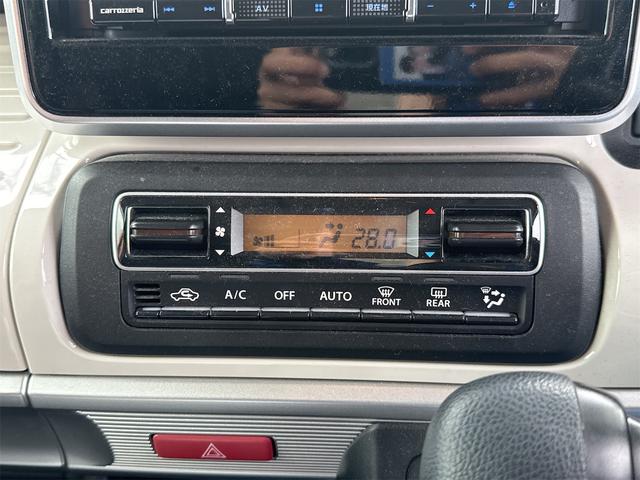 carrozzeria AV 現在地 − +
28.0
A/C OFF AUTO FRONT REAR